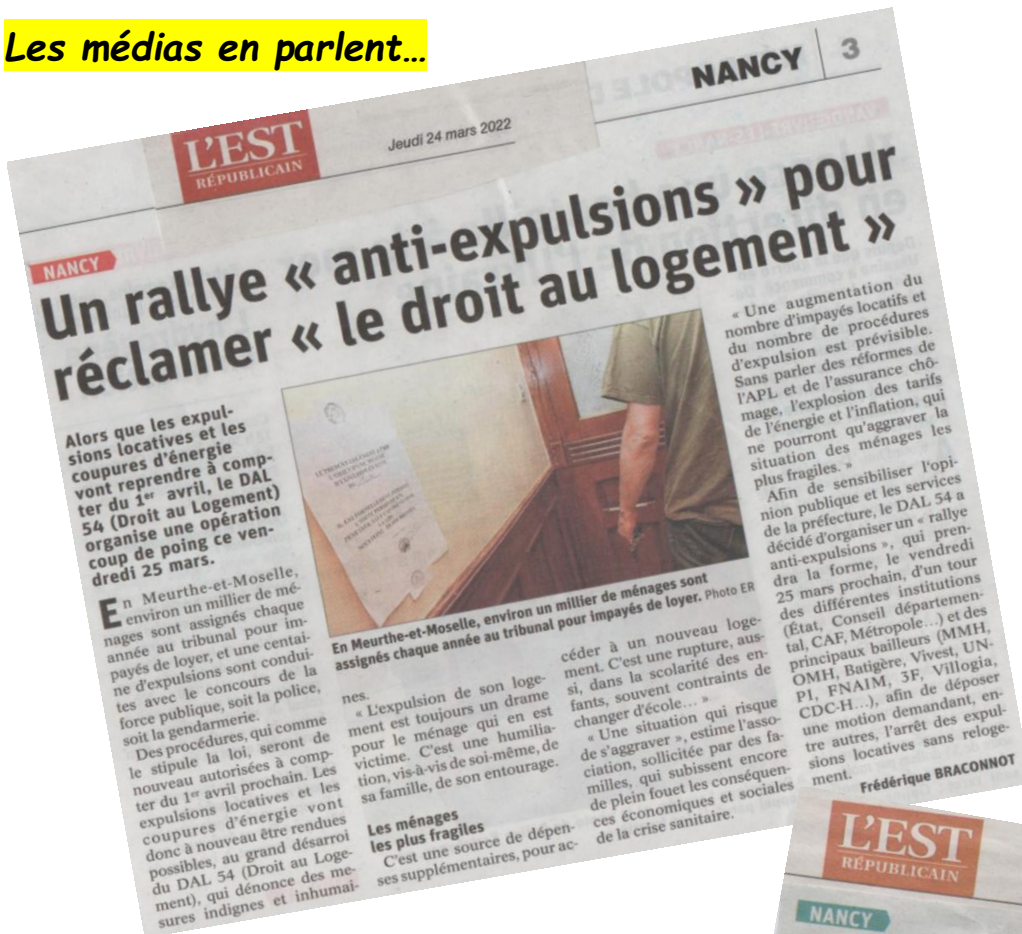 Les médias en parlent...
NANCY 3
L'EST
RÉPUBLICAIN
Jeudi 24 mars 2022
NANCY
Un rallye « anti-expulsions » pour
réclamer « le droit au logement »
Alors que les expul-
sions locatives et les
coupures d'énergie
vont reprendre à comp-
ter du 1er avril, le DAL
54 (Droit au Logement)
organise une opération
coup de poing ce ven-
dredi 25 mars.
En Meurthe-et-Moselle,
environ un millier de mé-
nages sont assignés chaque
année au tribunal pour im-
payés de loyer, et une centai-
ne d'expulsions sont condui-
tes avec le concours de la
force publique, soit la police,
soit la gendarmerie.
Des procédures, qui comme
le stipule la loi, seront de
nouveau autorisées à comp-
ter du 1er avril prochain. Les
expulsions locatives et les
coupures d'énergie vont
donc à nouveau être rendues
possibles, au grand désarroi
du DAL 54 (Droit au Loge-
ment), qui dénonce des me-
sures indignes et inhumai-
En Meurthe-et-Moselle, environ un millier de ménages sont
assignés chaque année au tribunal pour impayés de loyer. Photo ER
nes.
« L'expulsion de son loge-
ment est toujours un drame
pour le ménage qui en est
victime. C'est une humilia-
tion, vis-à-vis de soi-même, de
sa famille, de son entourage.
Les ménages
les plus fragiles
C'est une source de dépen-
ses supplémentaires, pour ac-
céder à un nouveau loge-
ment. C'est une rupture, aus-
si, dans la scolarité des en-
fants, souvent contraints de
changer d'école... »
« Une situation qui risque
de s'aggraver », estime l'asso-
ciation, sollicitée par des fa-
milles, qui subissent encore
de plein fouet les conséquen-
ces économiques et sociales
de la crise sanitaire.
« Une augmentation du
nombre d'impayés locatifs et
du nombre de procédures
d'expulsion est prévisible.
Sans parler des réformes de
l'APL et de l'assurance chô-
mage, l'explosion des tarifs
de l'énergie et l'inflation, qui
ne pourront qu'aggraver la
situation des ménages les
plus fragiles. »
Afin de sensibiliser l'opi-
nion publique et les services
de la préfecture, le DAL 54 a
décidé d'organiser un « rallye
anti-expulsions », qui pren-
dra la forme, le vendredi
25 mars prochain, d'un tour
des différentes institutions
(État, Conseil départemen-
tal, CAF, Métropole...) et des
principaux bailleurs (MMH,
OMH, Batigère, Vivest, UN-
PI, FNAIM, 3F, Villogia,
CDC-H...), afin de déposer
une motion demandant, en-
tre autres, l'arrêt des expul-
sions locatives sans reloge-
ment.
Frédérique BRACONNOT
L'EST
RÉPUBLICAIN
NANCY